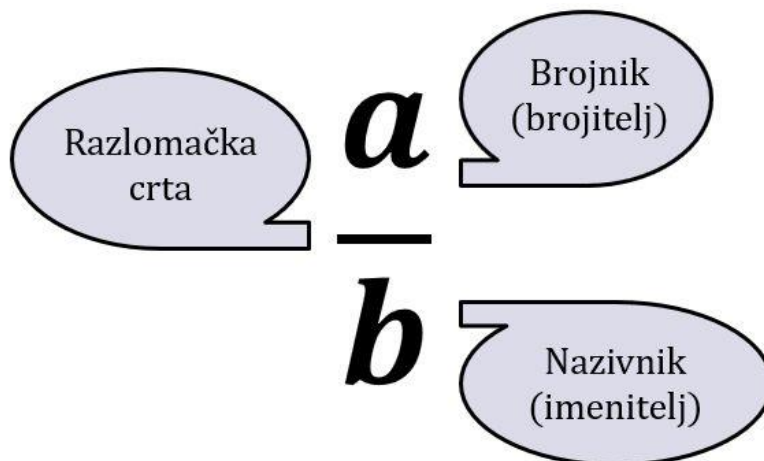 Razlomačka
crta
a
b
Brojnik
(brojitelj)
Nazivnik
(imenitelj)